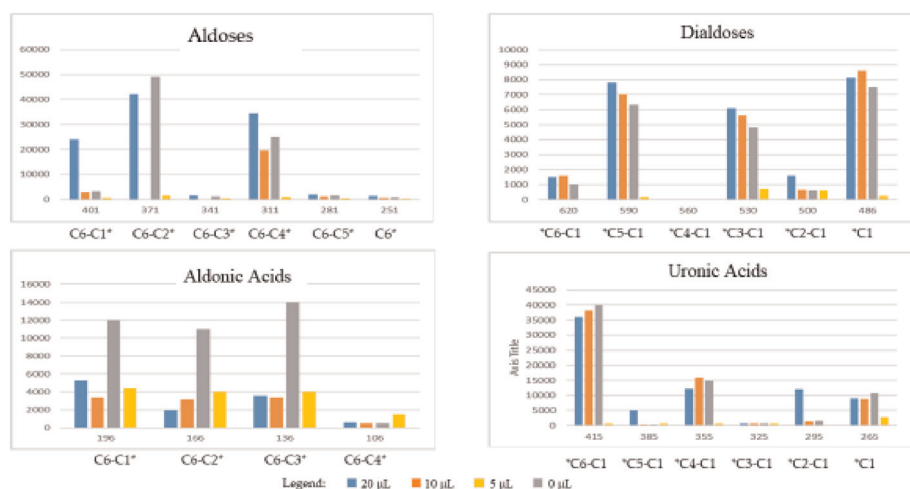 Aldoses
60000
50000
40000
30000
20000
10000
0
401 371 341 311 281 251
C6-C1* C6-C2* C6-C3* C6-C4* C6-C5* C6*
Dialdoses
10000
9000
8000
7000
6000
5000
4000
3000
2000
1000
0
620 590 560 530 500 486
*C6-C1 *C5-C1 *C4-C1 *C3-C1 *C2-C1 *C1
Aldonic Acids
16000
14000
12000
10000
8000
6000
4000
2000
0
196 166 136 106
C6-C1* C6-C2* C6-C3* C6-C4*
Uronic Acids
Axis Title
45000
40000
35000
30000
25000
20000
15000
10000
5000
0
415 385 355 325 295 265
*C6-C1 *C5-C1 *C4-C1 *C3-C1 *C2-C1 *C1
Legend: 20 µL 10 µL 5 µL 0 µL